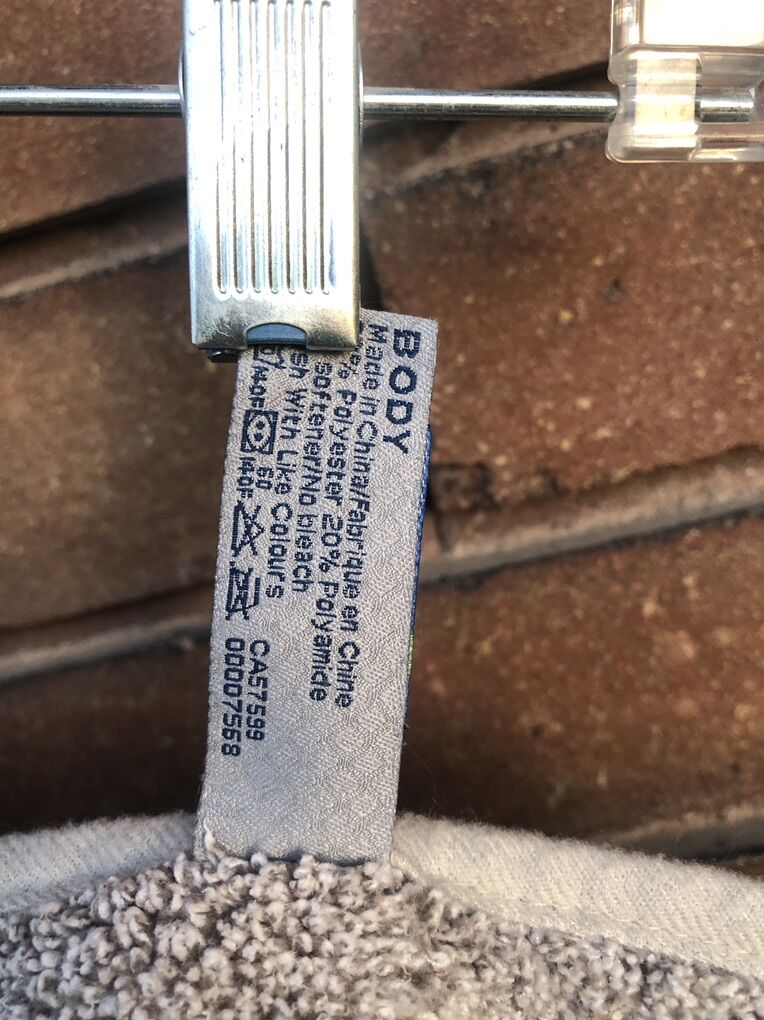 BODY
Made in China/Fabrique en Chine
% Polyester 20% Polyamide
softener/No bleach
sh with Like Colours
60
CA57599
00007568